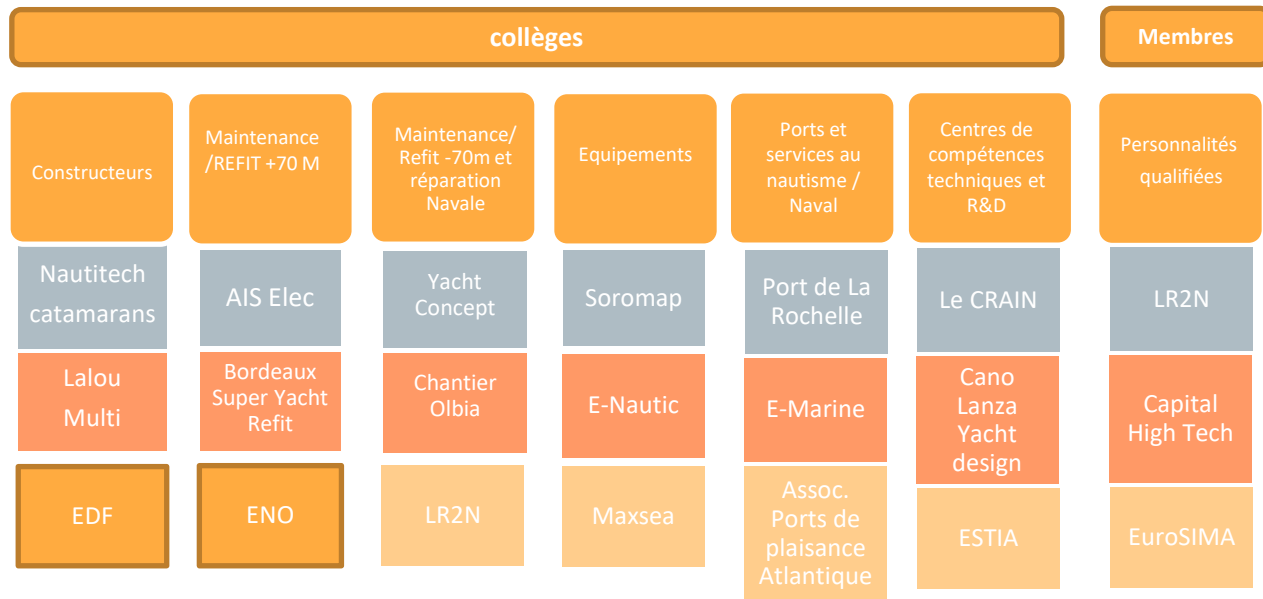 collèges
Membres
Constructeurs
Maintenance
/REFIT +70 M
Maintenance/
Refit -70m et
réparation
Navale
Equipements
Ports et
services au
nautisme /
Naval
Centres de
compétences
techniques et
R&D
Personnalités
qualifiées
Nautitech
catamarans
AIS Elec
Yacht
Concept
Soromap
Port de La
Rochelle
Le CRAIN
LR2N
Lalou
Multi
Bordeaux
Super Yacht
Refit
Chantier
Olbia
E-Nautic
E-Marine
Cano
Lanza
Yacht
design
Capital
High Tech
EDF
ENO
LR2N
Maxsea
Assoc.
Ports de
plaisance
Atlantique
ESTIA
EuroSIMA